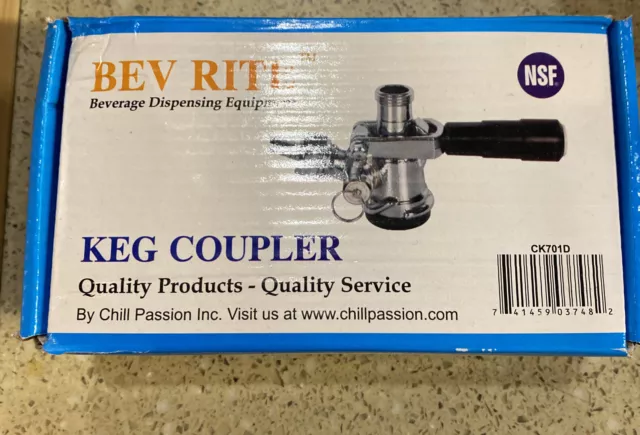 BEV RITE
Beverage Dispensing Equipment
NSF
KEG COUPLER
Quality Products - Quality Service
By Chill Passion Inc. Visit us at www.chillpassion.com
CK701D
7 41459 03748 2